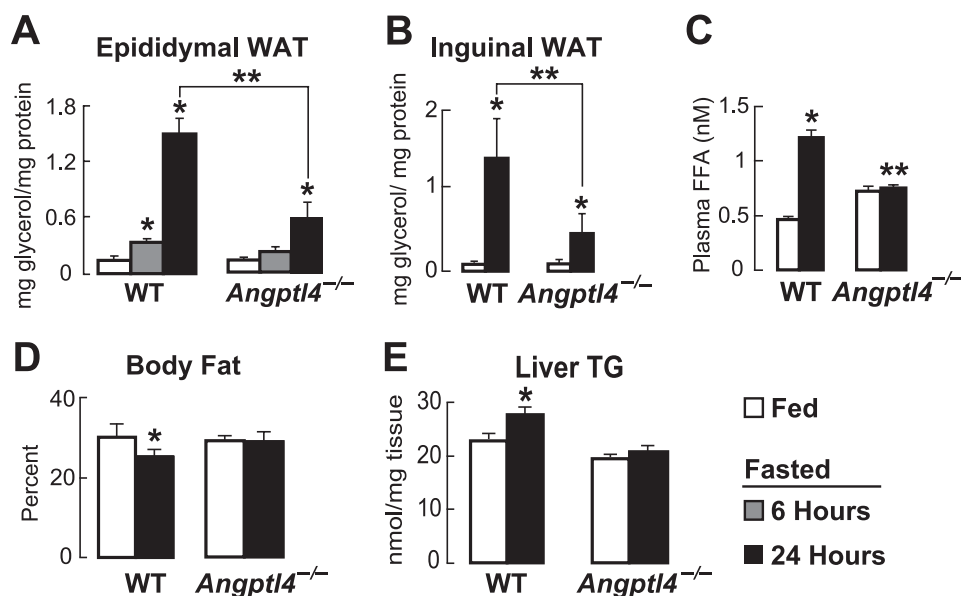 A
Epididymal WAT
mg glycerol/mg protein
1.8
1.2
0.6
0
**
*
*
*
WT
Angptl4–/–
B
Inguinal WAT
mg glycerol/ mg protein
2
1
0
**
*
*
WT
Angptl4–/–
C
Plasma FFA (nM)
1.5
1
0.5
0
*
**
WT
Angptl4–/–
D
Body Fat
Percent
40
20
0
*
WT
Angptl4–/–
E
Liver TG
nmol/mg tissue
30
20
10
0
*
WT
Angptl4–/–
Fed
Fasted
6 Hours
24 Hours